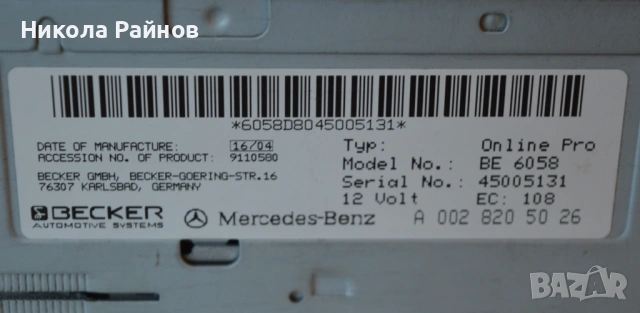 Никола Райнов
*6058D8045005131*
DATE OF MANUFACTURE: 16/04
ACCESSION NO. OF PRODUCT: 9110580
BECKER GMBH, BECKER-GOERING-STR.16
76307 KARLSBAD, GERMANY
BECKER
AUTOMOTIVE SYSTEMS
Typ: Online Pro
Model No.: BE 6058
Serial No.: 45005131
12 Volt EC: 108
Mercedes-Benz A 002 820 50 26
BAZAR